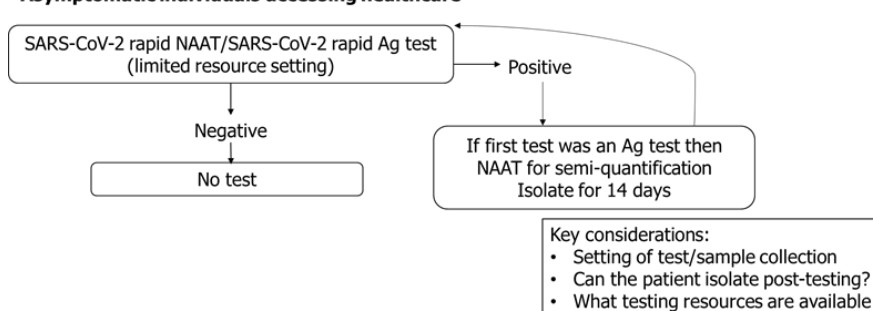 SARS-CoV-2 rapid NAAT/SARS-CoV-2 rapid Ag test
(limited resource setting)
Positive
Negative
No test
If first test was an Ag test then
NAAT for semi-quantification
Isolate for 14 days
Key considerations:
• Setting of test/sample collection
• Can the patient isolate post-testing?
• What testing resources are available